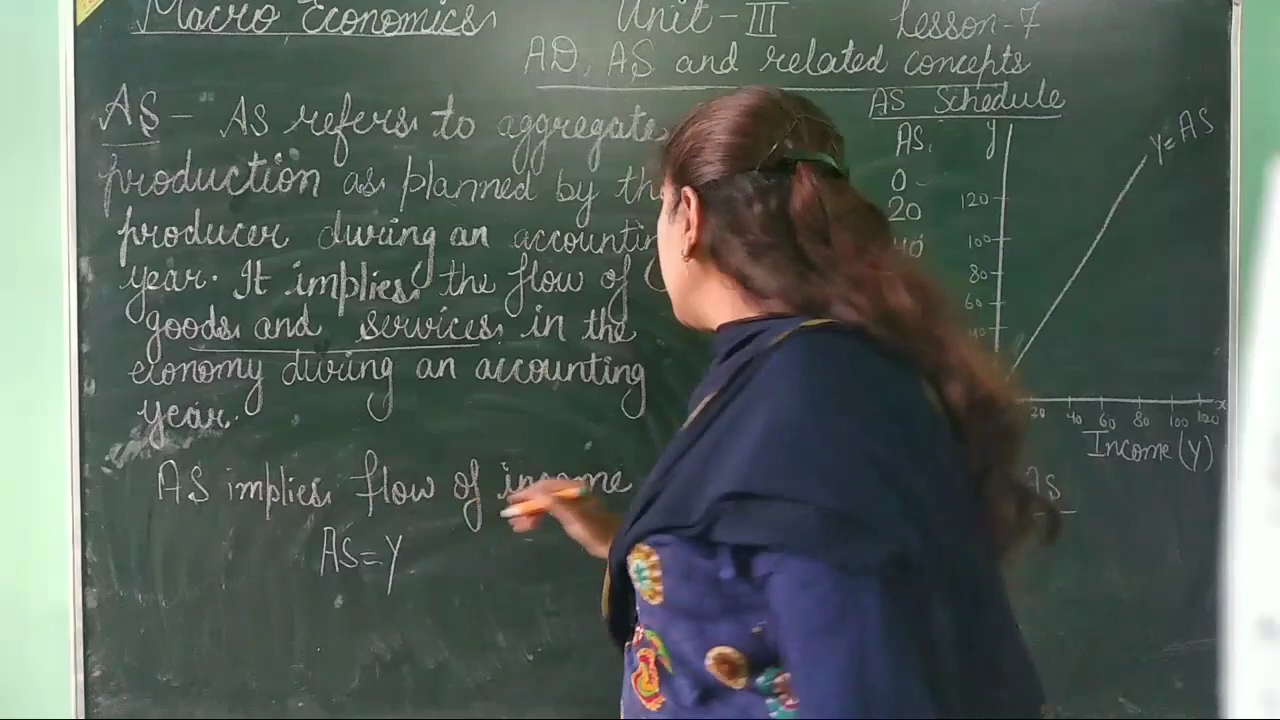 Macro Economics Unit-III Lesson-7
AD, AS and related concepts
AS - AS refers to aggregate
production as planned by the
producer during an accounting
year. It implies the flow of
goods and services in the
economy during an accounting
year.
AS implies flow of income
AS=Y
AS Schedule
AS
0
20
40
y
120
100
80
60
40
Y=AS
20 40 60 80 100 120 x
Income (Y)
AS